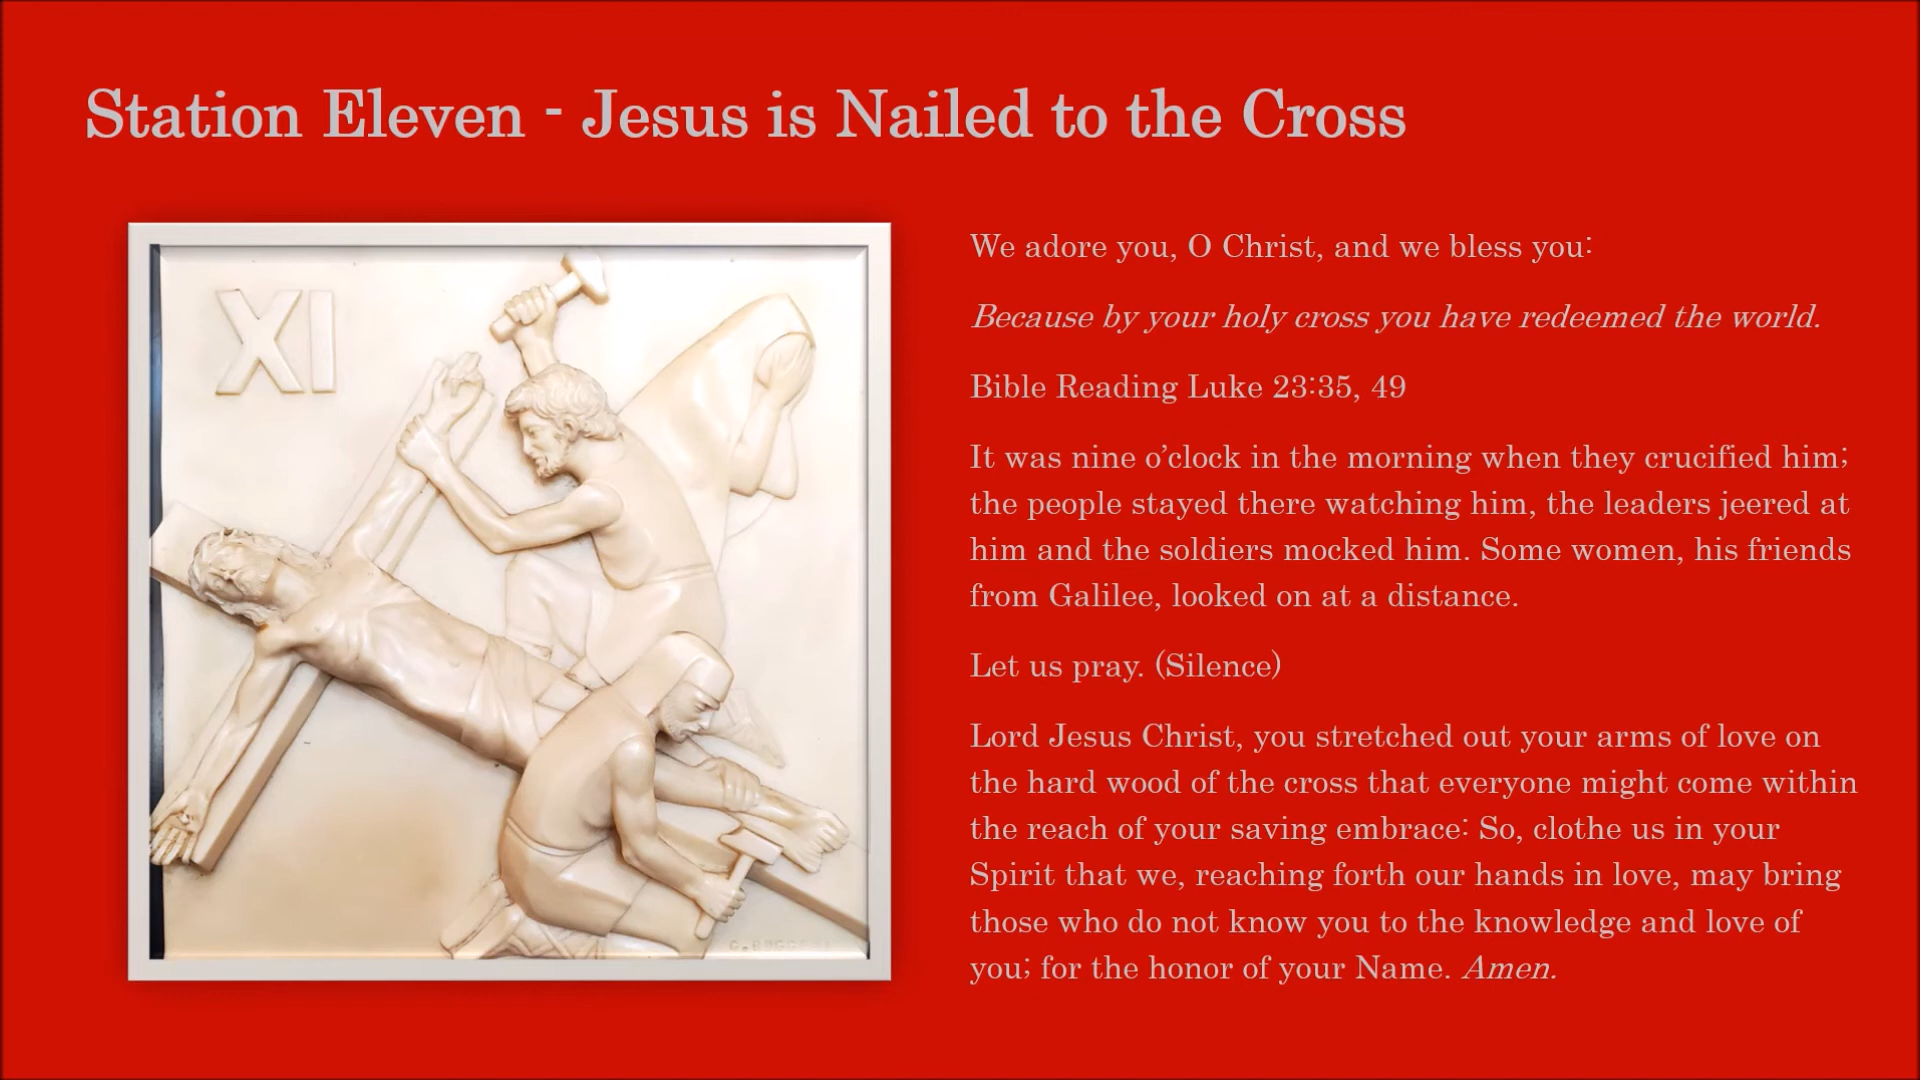 Station Eleven - Jesus is Nailed to the Cross
XI
We adore you, O Christ, and we bless you:
Because by your holy cross you have redeemed the world.
Bible Reading Luke 23:35, 49
It was nine o’clock in the morning when they crucified him;
the people stayed there watching him, the leaders jeered at
him and the soldiers mocked him. Some women, his friends
from Galilee, looked on at a distance.
Let us pray. (Silence)
Lord Jesus Christ, you stretched out your arms of love on
the hard wood of the cross that everyone might come within
the reach of your saving embrace: So, clothe us in your
Spirit that we, reaching forth our hands in love, may bring
those who do not know you to the knowledge and love of
you; for the honor of your Name. Amen.